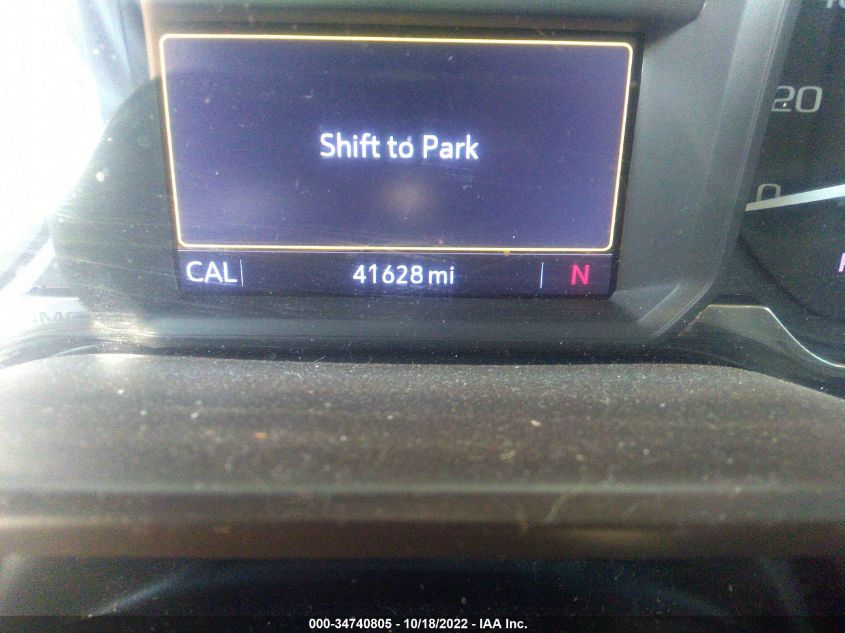 20
Shift to Park
0
CAL 41628 mi N
000-34740805 - 10/18/2022 - IAA Inc.